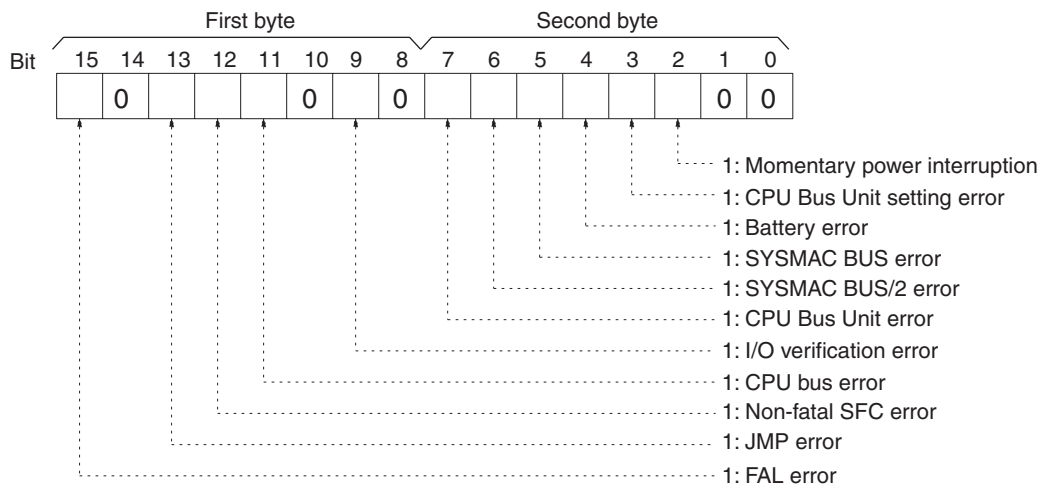 First byte Second byte
Bit 15 14 13 12 11 10 9 8 7 6 5 4 3 2 1 0
0 0 0 0 0
1: Momentary power interruption
1: CPU Bus Unit setting error
1: Battery error
1: SYSMAC BUS error
1: SYSMAC BUS/2 error
1: CPU Bus Unit error
1: I/O verification error
1: CPU bus error
1: Non-fatal SFC error
1: JMP error
1: FAL error